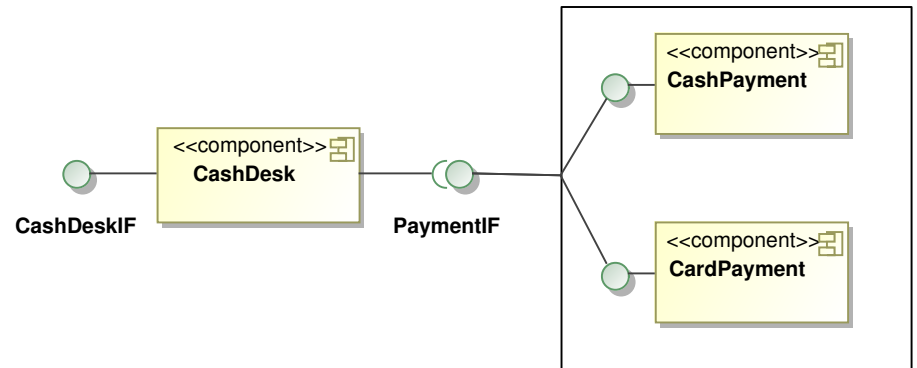 <<component>>
CashPayment
<<component>>
CashDesk
CashDeskIF
PaymentIF
<<component>>
CardPayment